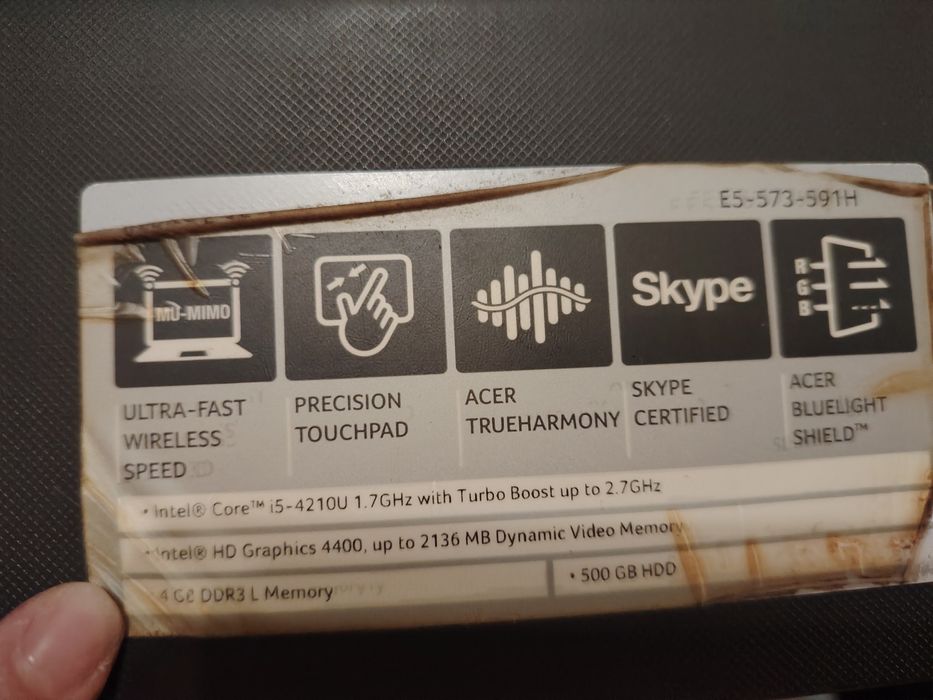 E5-573-591H
MU-MIMO
Skype
R
G
B
ULTRA-FAST
WIRELESS
SPEED
PRECISION
TOUCHPAD
ACER
TRUEHARMONY
SKYPE
CERTIFIED
ACER
BLUELIGHT
SHIELD™
• Intel® Core™ i5-4210U 1.7GHz with Turbo Boost up to 2.7GHz
• Intel® HD Graphics 4400, up to 2136 MB Dynamic Video Memory
• 4 GB DDR3 L Memory
• 500 GB HDD